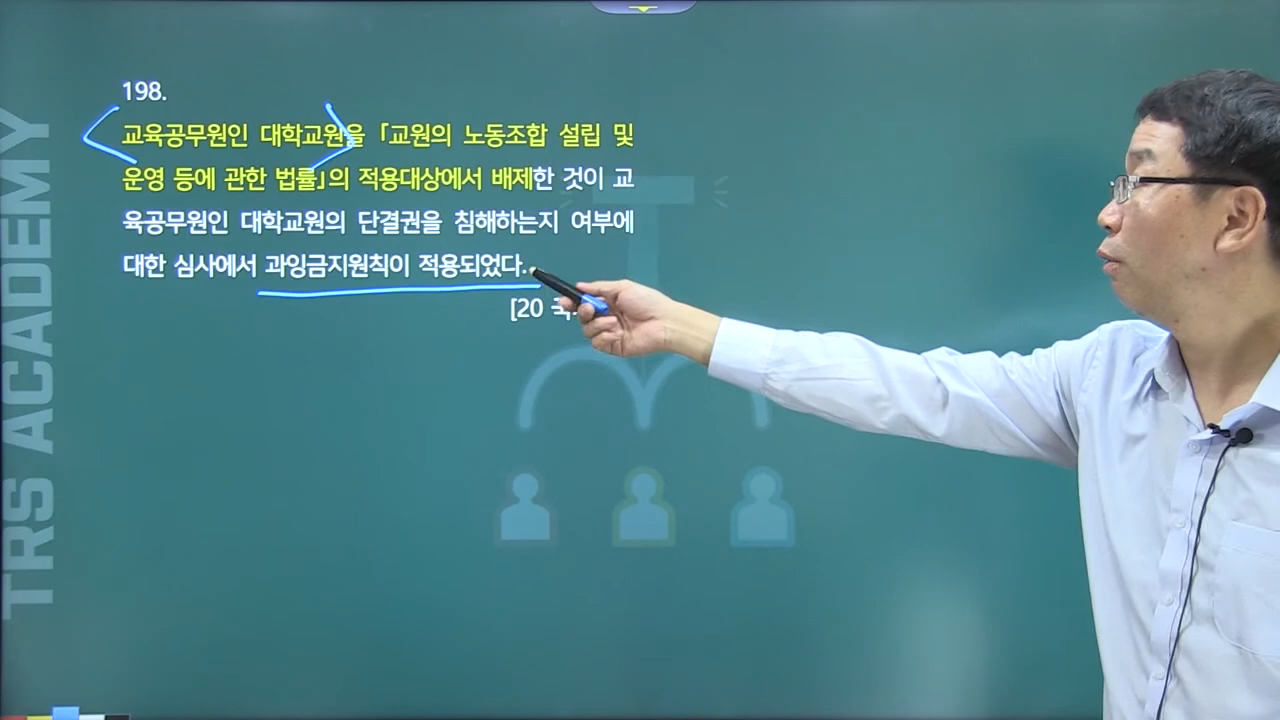 198.
교육공무원인 대학교원을 「교원의 노동조합 설립 및
운영 등에 관한 법률」의 적용대상에서 배제한 것이 교
육공무원인 대학교원의 단결권을 침해하는지 여부에
대한 심사에서 과잉금지원칙이 적용되었다.
[20
TRS ACADEMY